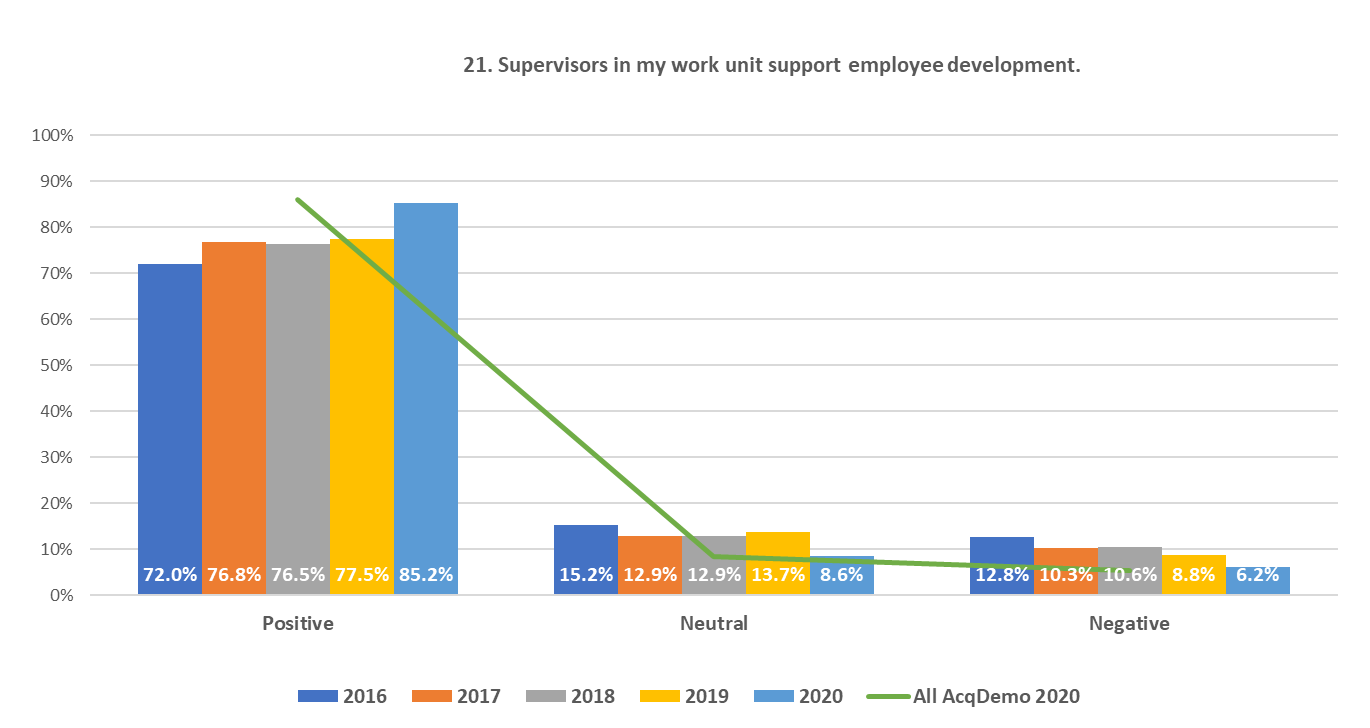 21. Supervisors in my work unit support employee development.
100%
90%
80%
70%
60%
50%
40%
30%
20%
10%
0%
72.0% 76.8% 76.5% 77.5% 85.2% 15.2% 12.9% 12.9% 13.7% 8.6% 12.8% 10.3% 10.6% 8.8% 6.2%
Positive Neutral Negative
2016 2017 2018 2019 2020 All AcqDemo 2020